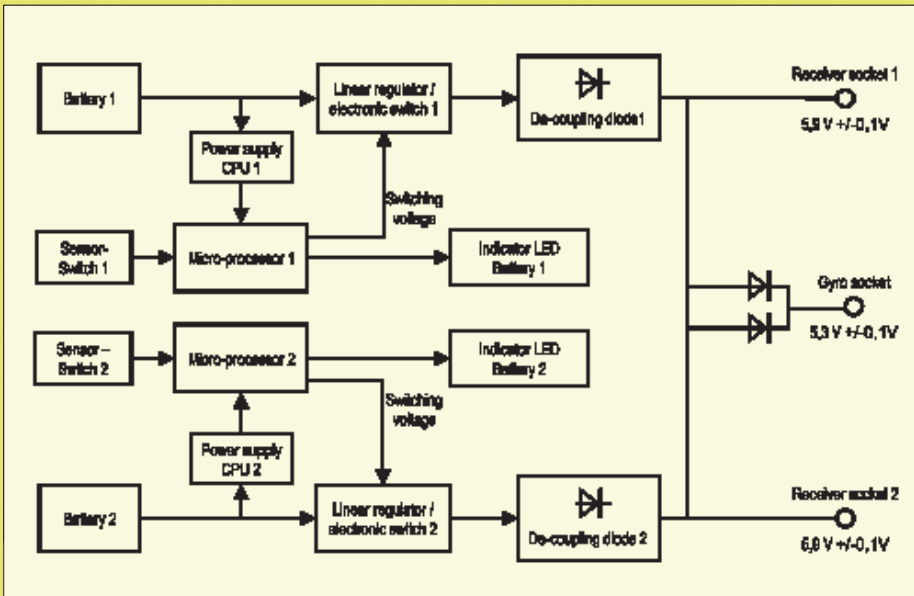 Battery 1
Linear regulator /
electronic switch 1
De-coupling diode1
Receiver socket 1
5,9 V +/-0,1V
Power supply
CPU 1
Switching
voltage
Sensor-
Switch 1
Micro-processor 1
Indicator LED
Battery 1
Gyro socket
5,3 V +/-0,1V
Sensor –
Switch 2
Micro-processor 2
Indicator LED
Battery 2
Switching
voltage
Power supply
CPU 2
Battery 2
Linear regulator /
electronic switch 2
De-coupling diode 2
Receiver socket 2
5,9 V +/-0,1V